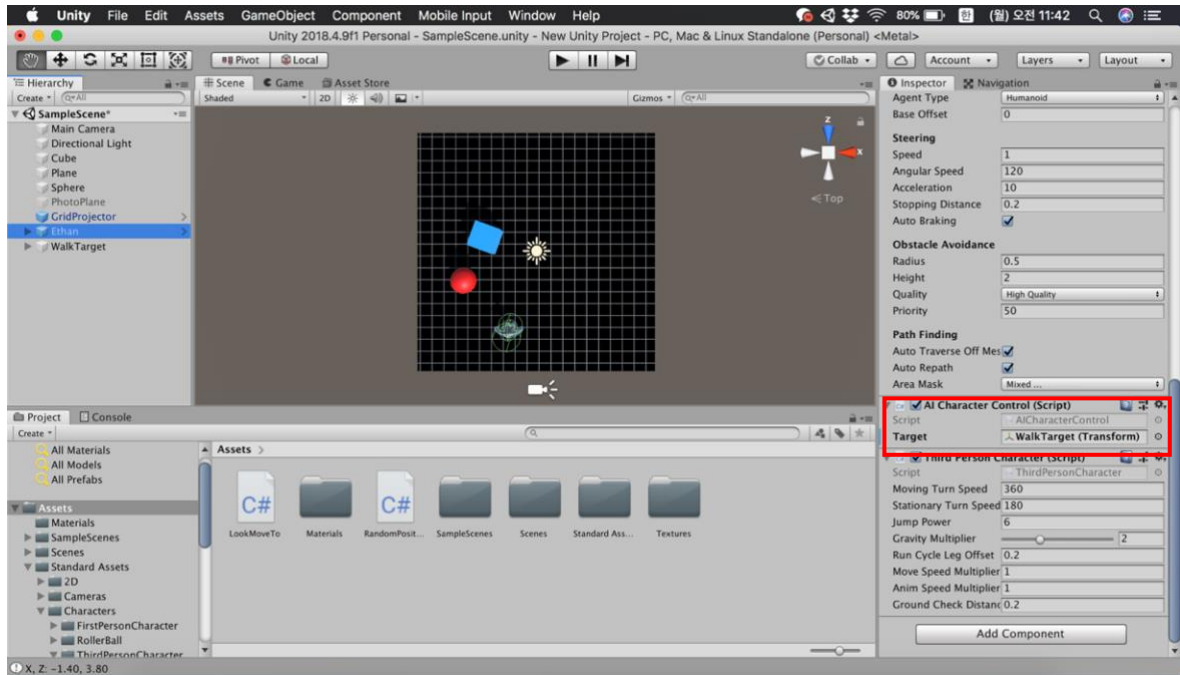 Unity File Edit Assets GameObject Component Mobile Input Window Help 80% 한 (월) 오전 11:42
Unity 2018.4.9f1 Personal - SampleScene.unity - New Unity Project - PC, Mac & Linux Standalone (Personal) <Metal>
Pivot Local Collab Account Layers Layout
Hierarchy
Create All
SampleScene*
Main Camera
Directional Light
Cube
Plane
Sphere
PhotoPlane
GridProjector
Ethan
WalkTarget
Scene Game Asset Store
Shaded 2D Gizmos All
z
x
Top
Inspector Navigation
Agent Type Humanoid
Base Offset 0
Steering
Speed 1
Angular Speed 120
Acceleration 10
Stopping Distance 0.2
Auto Braking
Obstacle Avoidance
Radius 0.5
Height 2
Quality High Quality
Priority 50
Path Finding
Auto Traverse Off Mes
Auto Repath
Area Mask Mixed ...
AI Character Control (Script)
Script AICharacterControl
Target WalkTarget (Transform)
Third Person Character (Script)
Script ThirdPersonCharacter
Moving Turn Speed 360
Stationary Turn Speed 180
Jump Power 6
Gravity Multiplier 2
Run Cycle Leg Offset 0.2
Move Speed Multiplier 1
Anim Speed Multiplier 1
Ground Check Distanc 0.2
Add Component
Project Console
Create
All Materials
All Models
All Prefabs
Assets
Materials
SampleScenes
Scenes
Standard Assets
2D
Cameras
Characters
FirstPersonCharacter
RollerBall
ThirdPersonCharacter
Assets >
C# C#
LookMoveTo Materials RandomPosit... SampleScenes Scenes Standard Ass... Textures
X, Z: -1.40, 3.80